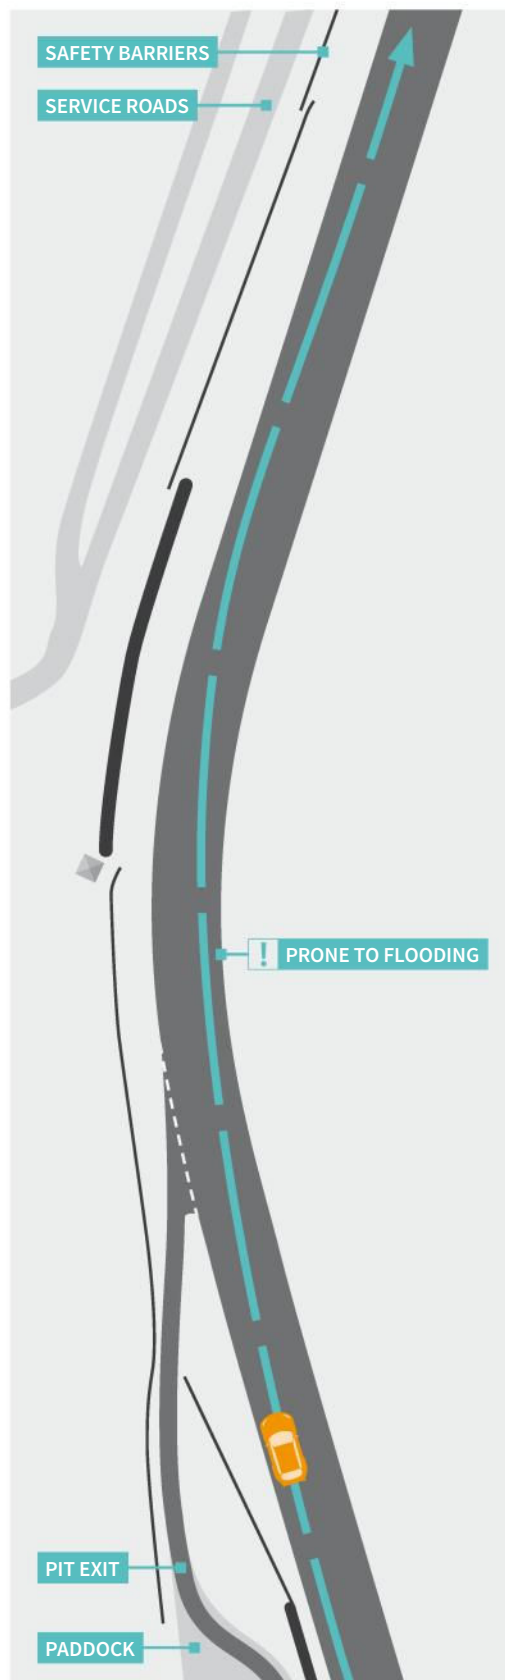 SAFETY BARRIERS
SERVICE ROADS
! PRONE TO FLOODING
PIT EXIT
PADDOCK